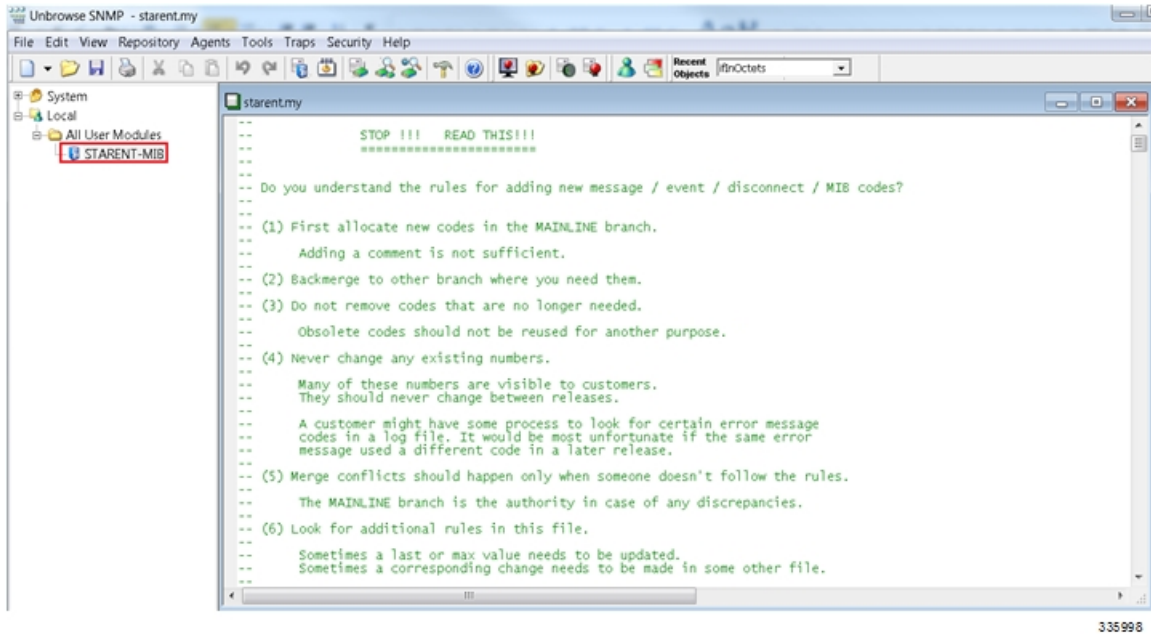 Unbrowse SNMP - starent.my
File Edit View Repository Agents Tools Traps Security Help
Recent Objects ifInOctets
System
Local
All User Modules
STARENT-MIB
starent.my
--
-- STOP !!! READ THIS!!!
-- =======================
--
--
-- Do you understand the rules for adding new message / event / disconnect / MIB codes?
--
--
-- (1) First allocate new codes in the MAINLINE branch.
--
-- Adding a comment is not sufficient.
--
-- (2) Backmerge to other branch where you need them.
--
-- (3) Do not remove codes that are no longer needed.
--
-- Obsolete codes should not be reused for another purpose.
--
-- (4) Never change any existing numbers.
--
-- Many of these numbers are visible to customers.
-- They should never change between releases.
--
-- A customer might have some process to look for certain error message
-- codes in a log file. It would be most unfortunate if the same error
-- message used a different code in a later release.
--
-- (5) Merge conflicts should happen only when someone doesn't follow the rules.
--
-- The MAINLINE branch is the authority in case of any discrepancies.
--
-- (6) Look for additional rules in this file.
--
-- Sometimes a last or max value needs to be updated.
-- Sometimes a corresponding change needs to be made in some other file.
--
335998